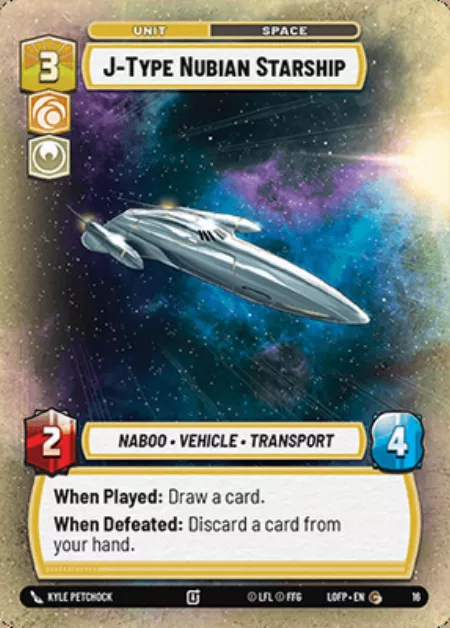 UNIT SPACE
3
J-TYPE NUBIAN STARSHIP
2
NABOO • VEHICLE • TRANSPORT
4
When Played: Draw a card.
When Defeated: Discard a card from
your hand.
KYLE PETCHOCK © LFL © FFG LOFP • EN C 16